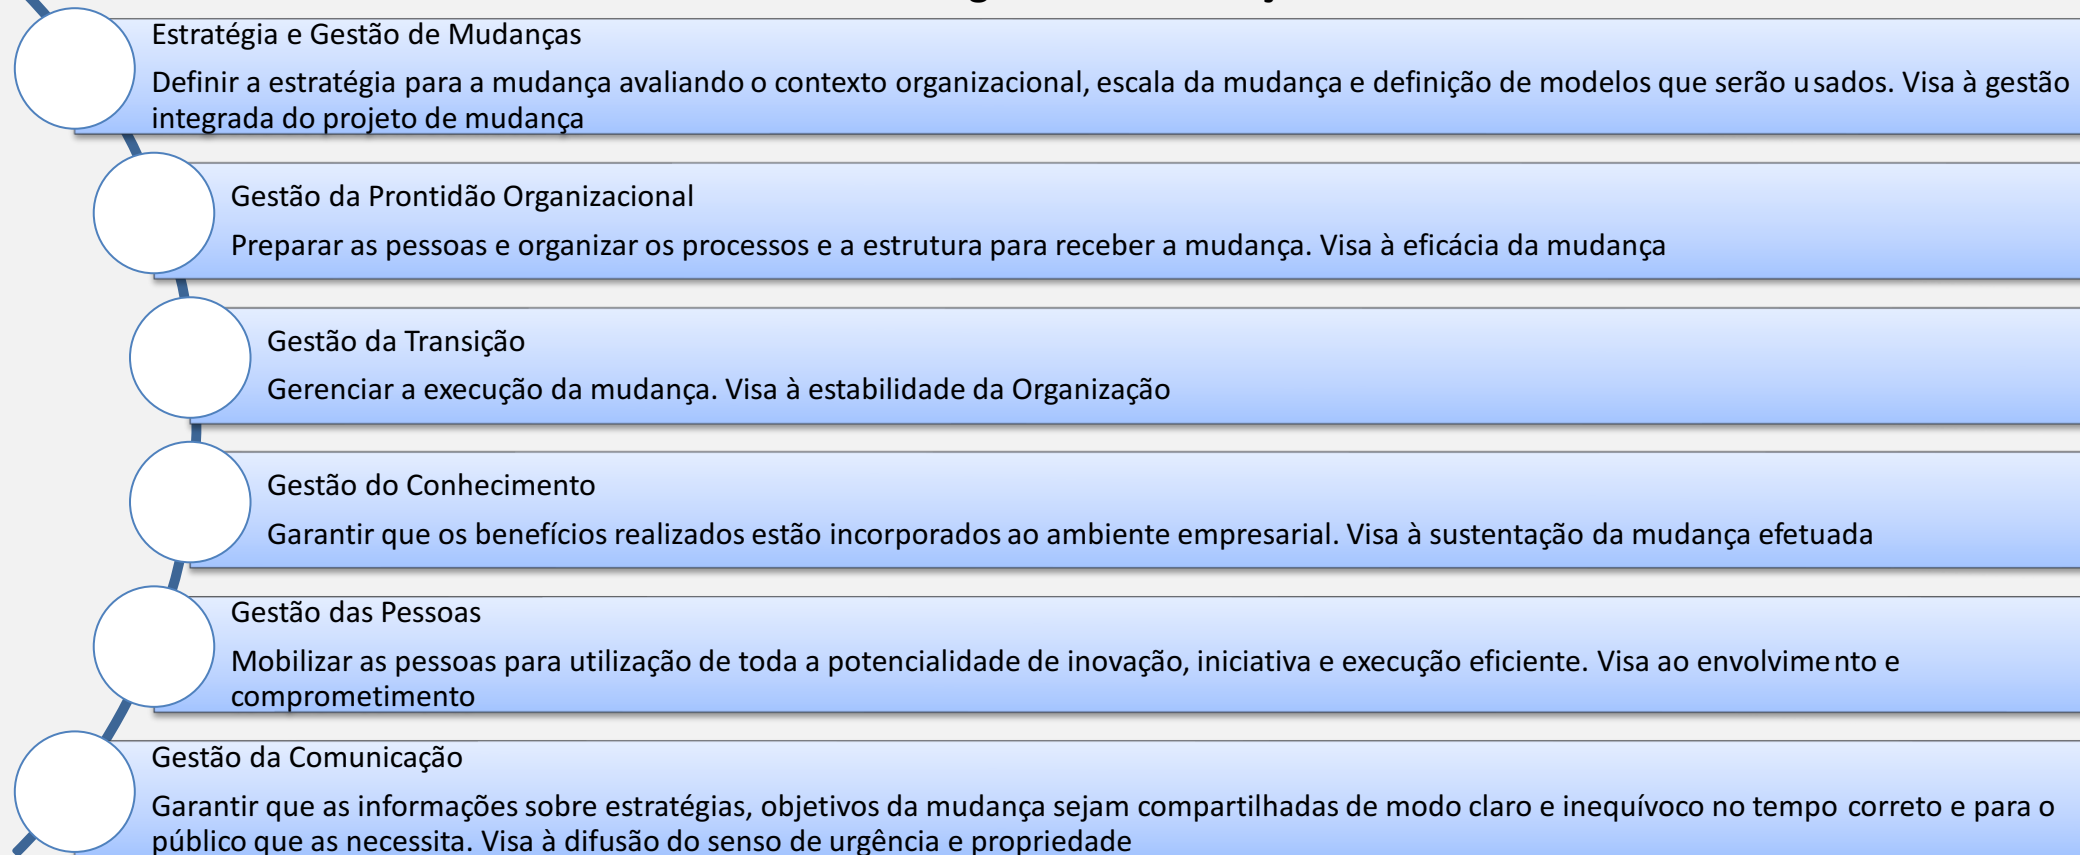 Estratégia e Gestão de Mudanças
Definir a estratégia para a mudança avaliando o contexto organizacional, escala da mudança e definição de modelos que serão usados. Visa à gestão
integrada do projeto de mudança
Gestão da Prontidão Organizacional
Preparar as pessoas e organizar os processos e a estrutura para receber a mudança. Visa à eficácia da mudança
Gestão da Transição
Gerenciar a execução da mudança. Visa à estabilidade da Organização
Gestão do Conhecimento
Garantir que os benefícios realizados estão incorporados ao ambiente empresarial. Visa à sustentação da mudança efetuada
Gestão das Pessoas
Mobilizar as pessoas para utilização de toda a potencialidade de inovação, iniciativa e execução eficiente. Visa ao envolvimento e
comprometimento
Gestão da Comunicação
Garantir que as informações sobre estratégias, objetivos da mudança sejam compartilhadas de modo claro e inequívoco no tempo correto e para o
público que as necessita. Visa à difusão do senso de urgência e propriedade